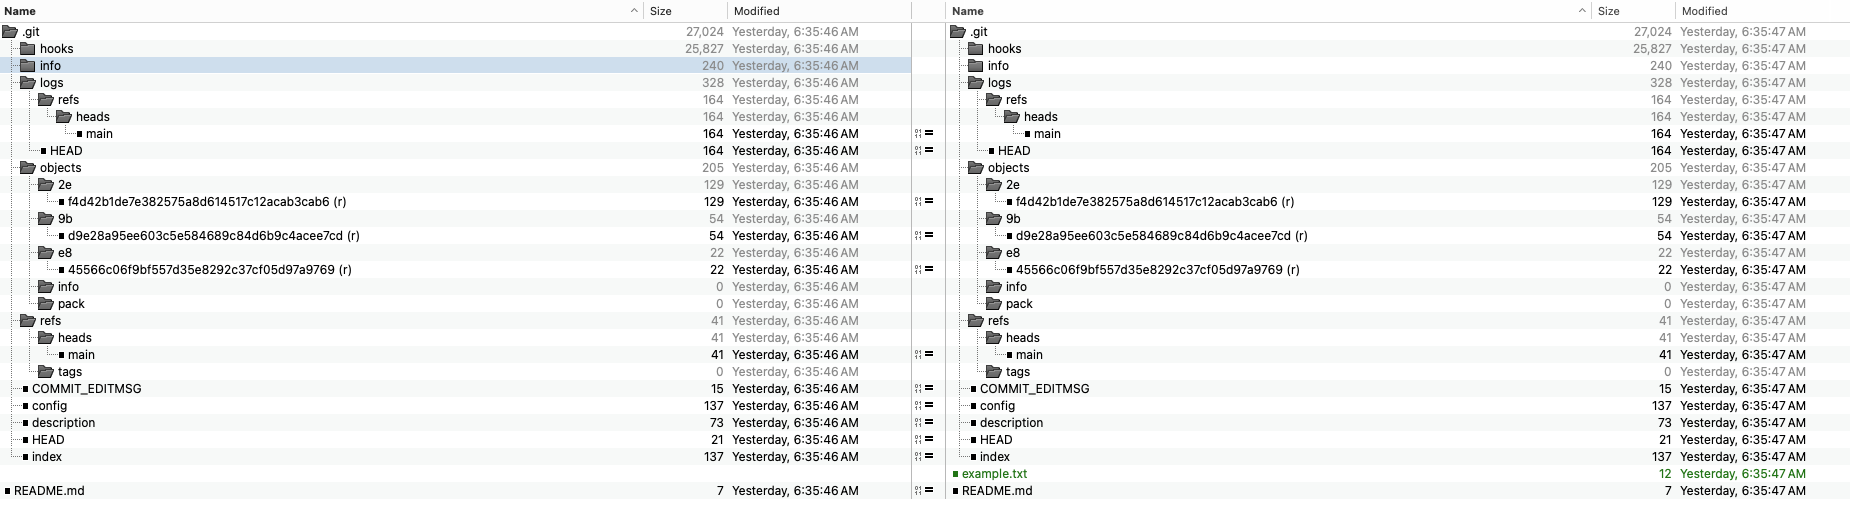 Name Size Modified Name Size Modified
.git 27,024 Yesterday, 6:35:46 AM .git 27,024 Yesterday, 6:35:47 AM
hooks 25,827 Yesterday, 6:35:46 AM hooks 25,827 Yesterday, 6:35:47 AM
info 240 Yesterday, 6:35:46 AM info 240 Yesterday, 6:35:47 AM
logs 328 Yesterday, 6:35:46 AM logs 328 Yesterday, 6:35:47 AM
refs 164 Yesterday, 6:35:46 AM refs 164 Yesterday, 6:35:47 AM
heads 164 Yesterday, 6:35:46 AM heads 164 Yesterday, 6:35:47 AM
main 164 Yesterday, 6:35:46 AM = main 164 Yesterday, 6:35:47 AM
HEAD 164 Yesterday, 6:35:46 AM = HEAD 164 Yesterday, 6:35:47 AM
objects 205 Yesterday, 6:35:46 AM objects 205 Yesterday, 6:35:47 AM
2e 129 Yesterday, 6:35:46 AM 2e 129 Yesterday, 6:35:47 AM
f4d42b1de7e382575a8d614517c12acab3cab6 (r) 129 Yesterday, 6:35:46 AM = f4d42b1de7e382575a8d614517c12acab3cab6 (r) 129 Yesterday, 6:35:47 AM
9b 54 Yesterday, 6:35:46 AM 9b 54 Yesterday, 6:35:47 AM
d9e28a95ee603c5e584689c84d6b9c4acee7cd (r) 54 Yesterday, 6:35:46 AM = d9e28a95ee603c5e584689c84d6b9c4acee7cd (r) 54 Yesterday, 6:35:47 AM
e8 22 Yesterday, 6:35:46 AM e8 22 Yesterday, 6:35:47 AM
45566c06f9bf557d35e8292c37cf05d97a9769 (r) 22 Yesterday, 6:35:46 AM = 45566c06f9bf557d35e8292c37cf05d97a9769 (r) 22 Yesterday, 6:35:47 AM
info 0 Yesterday, 6:35:46 AM info 0 Yesterday, 6:35:47 AM
pack 0 Yesterday, 6:35:46 AM pack 0 Yesterday, 6:35:47 AM
refs 41 Yesterday, 6:35:46 AM refs 41 Yesterday, 6:35:47 AM
heads 41 Yesterday, 6:35:46 AM heads 41 Yesterday, 6:35:47 AM
main 41 Yesterday, 6:35:46 AM = main 41 Yesterday, 6:35:47 AM
tags 0 Yesterday, 6:35:46 AM tags 0 Yesterday, 6:35:47 AM
COMMIT_EDITMSG 15 Yesterday, 6:35:46 AM = COMMIT_EDITMSG 15 Yesterday, 6:35:47 AM
config 137 Yesterday, 6:35:46 AM = config 137 Yesterday, 6:35:47 AM
description 73 Yesterday, 6:35:46 AM = description 73 Yesterday, 6:35:47 AM
HEAD 21 Yesterday, 6:35:46 AM = HEAD 21 Yesterday, 6:35:47 AM
index 137 Yesterday, 6:35:46 AM = index 137 Yesterday, 6:35:47 AM
example.txt 12 Yesterday, 6:35:47 AM
README.md 7 Yesterday, 6:35:46 AM = README.md 7 Yesterday, 6:35:47 AM